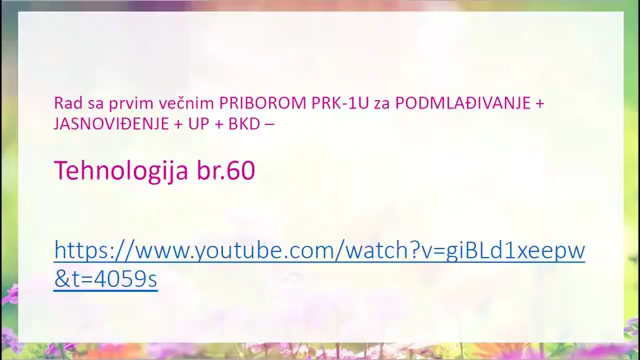 Rad sa prvim večnim PRIBOROM PRK-1U za PODMLAĐIVANJE +
JASNOVIĐENJE + UP + BKD –
Tehnologija br.60
https://www.youtube.com/watch?v=giBLd1xeepw
&t=4059s